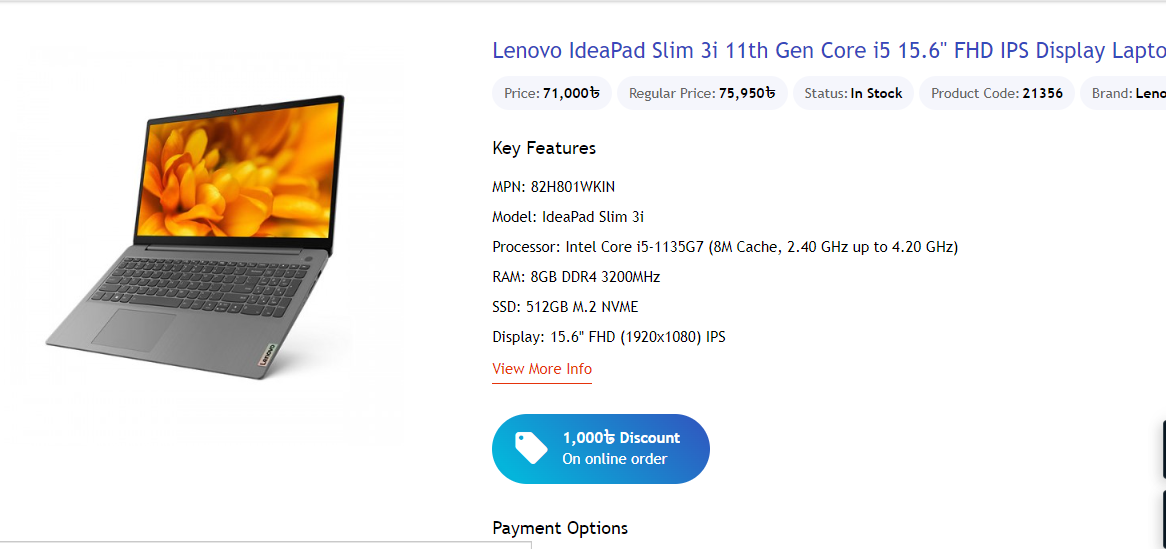 Lenovo IdeaPad Slim 3i 11th Gen Core i5 15.6" FHD IPS Display Lapto
Price: 71,000৳ Regular Price: 75,950৳ Status: In Stock Product Code: 21356 Brand: Leno
Key Features
MPN: 82H801WKIN
Model: IdeaPad Slim 3i
Processor: Intel Core i5-1135G7 (8M Cache, 2.40 GHz up to 4.20 GHz)
RAM: 8GB DDR4 3200MHz
SSD: 512GB M.2 NVME
Display: 15.6" FHD (1920x1080) IPS
View More Info
1,000৳ Discount
On online order
Payment Options
Lenovo